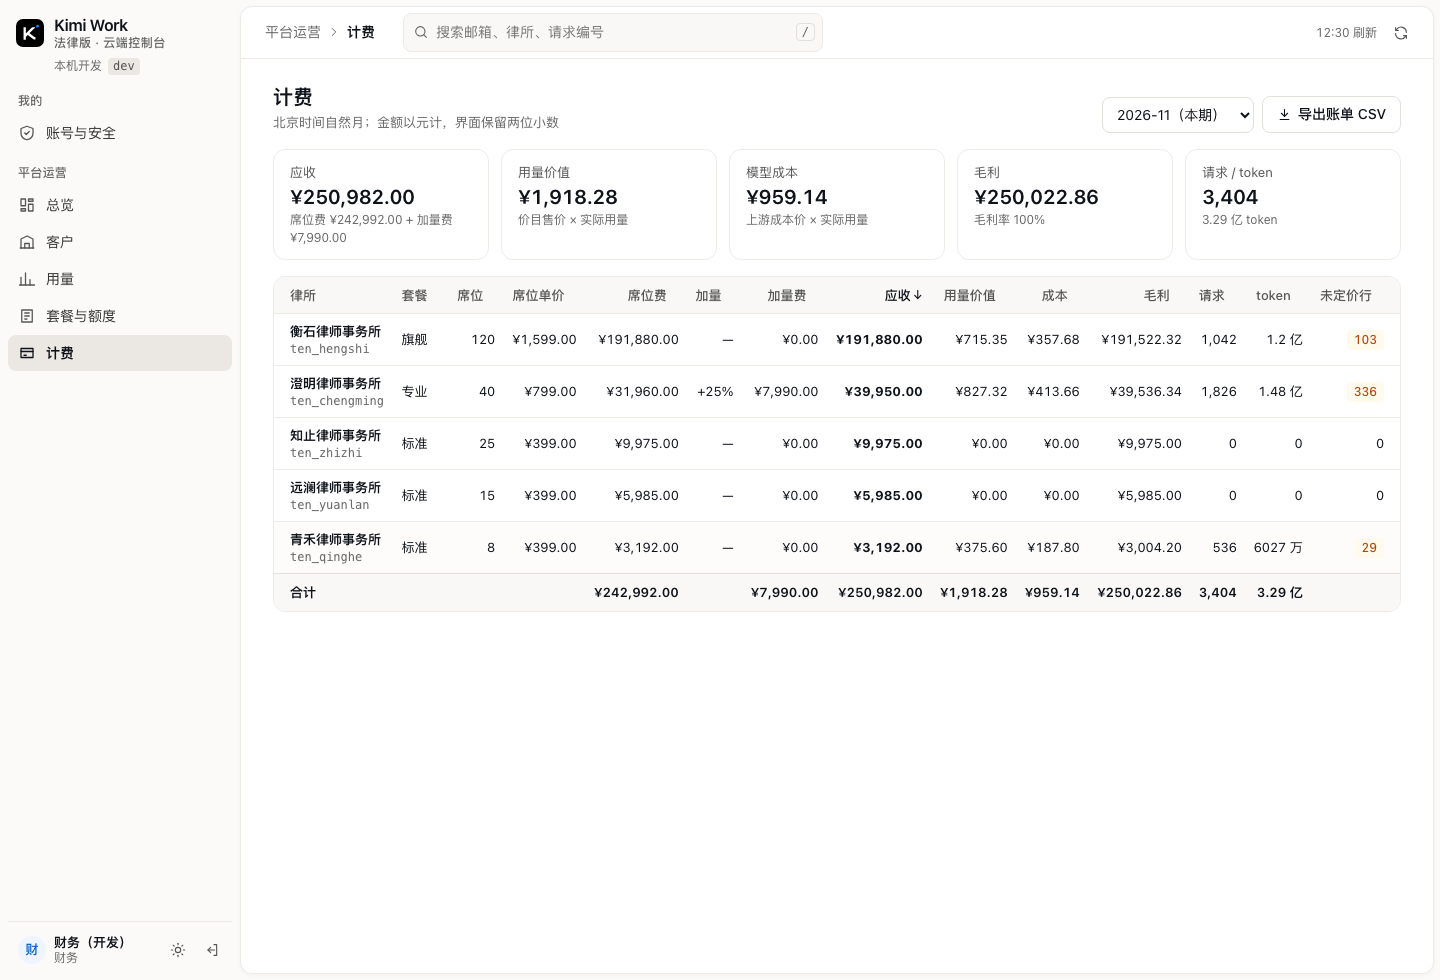 Kimi Work
法律版 · 云端控制台
本机开发 dev
我的
账号与安全
平台运营
总览
客户
用量
套餐与额度
计费
财 财务（开发）
财务
平台运营 > 计费
搜索邮箱、律所、请求编号 /
12:30 刷新
计费
北京时间自然月；金额以元计，界面保留两位小数
2026-11（本期）
导出账单 CSV
应收
¥250,982.00
席位费 ¥242,992.00 + 加量费
¥7,990.00
用量价值
¥1,918.28
价目售价 × 实际用量
模型成本
¥959.14
上游成本价 × 实际用量
毛利
¥250,022.86
毛利率 100%
请求 / token
3,404
3.29 亿 token
律所 套餐 席位 席位单价 席位费 加量 加量费 应收↓ 用量价值 成本 毛利 请求 token 未定价行
衡石律师事务所 旗舰 120 ¥1,599.00 ¥191,880.00 — ¥0.00 ¥191,880.00 ¥715.35 ¥357.68 ¥191,522.32 1,042 1.2 亿 103
ten_hengshi
澄明律师事务所 专业 40 ¥799.00 ¥31,960.00 +25% ¥7,990.00 ¥39,950.00 ¥827.32 ¥413.66 ¥39,536.34 1,826 1.48 亿 336
ten_chengming
知止律师事务所 标准 25 ¥399.00 ¥9,975.00 — ¥0.00 ¥9,975.00 ¥0.00 ¥0.00 ¥9,975.00 0 0 0
ten_zhizhi
远澜律师事务所 标准 15 ¥399.00 ¥5,985.00 — ¥0.00 ¥5,985.00 ¥0.00 ¥0.00 ¥5,985.00 0 0 0
ten_yuanlan
青禾律师事务所 标准 8 ¥399.00 ¥3,192.00 — ¥0.00 ¥3,192.00 ¥375.60 ¥187.80 ¥3,004.20 536 6027 万 29
ten_qinghe
合计 ¥242,992.00 ¥7,990.00 ¥250,982.00 ¥1,918.28 ¥959.14 ¥250,022.86 3,404 3.29 亿